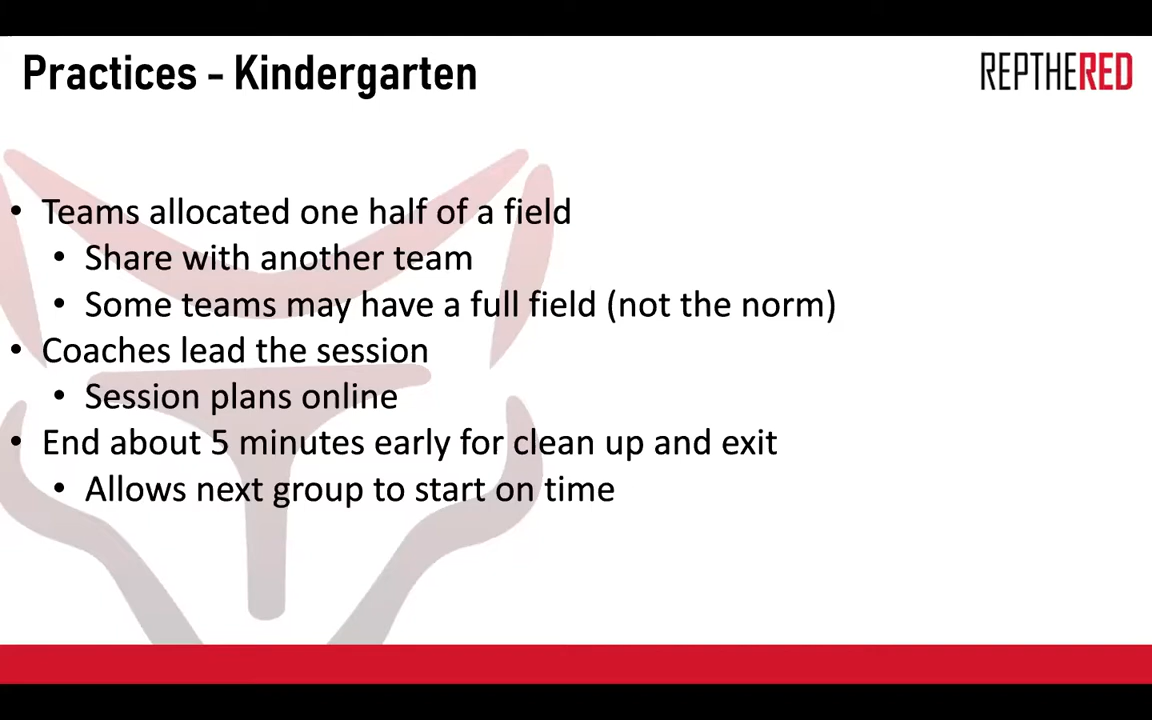 Practices - Kindergarten
REPTHERED
• Teams allocated one half of a field
• Share with another team
• Some teams may have a full field (not the norm)
• Coaches lead the session
• Session plans online
• End about 5 minutes early for clean up and exit
• Allows next group to start on time